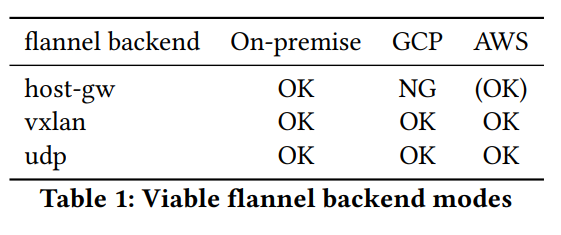 flannel backend On-premise GCP AWS
host-gw OK NG (OK)
vxlan OK OK OK
udp OK OK OK
Table 1: Viable flannel backend modes